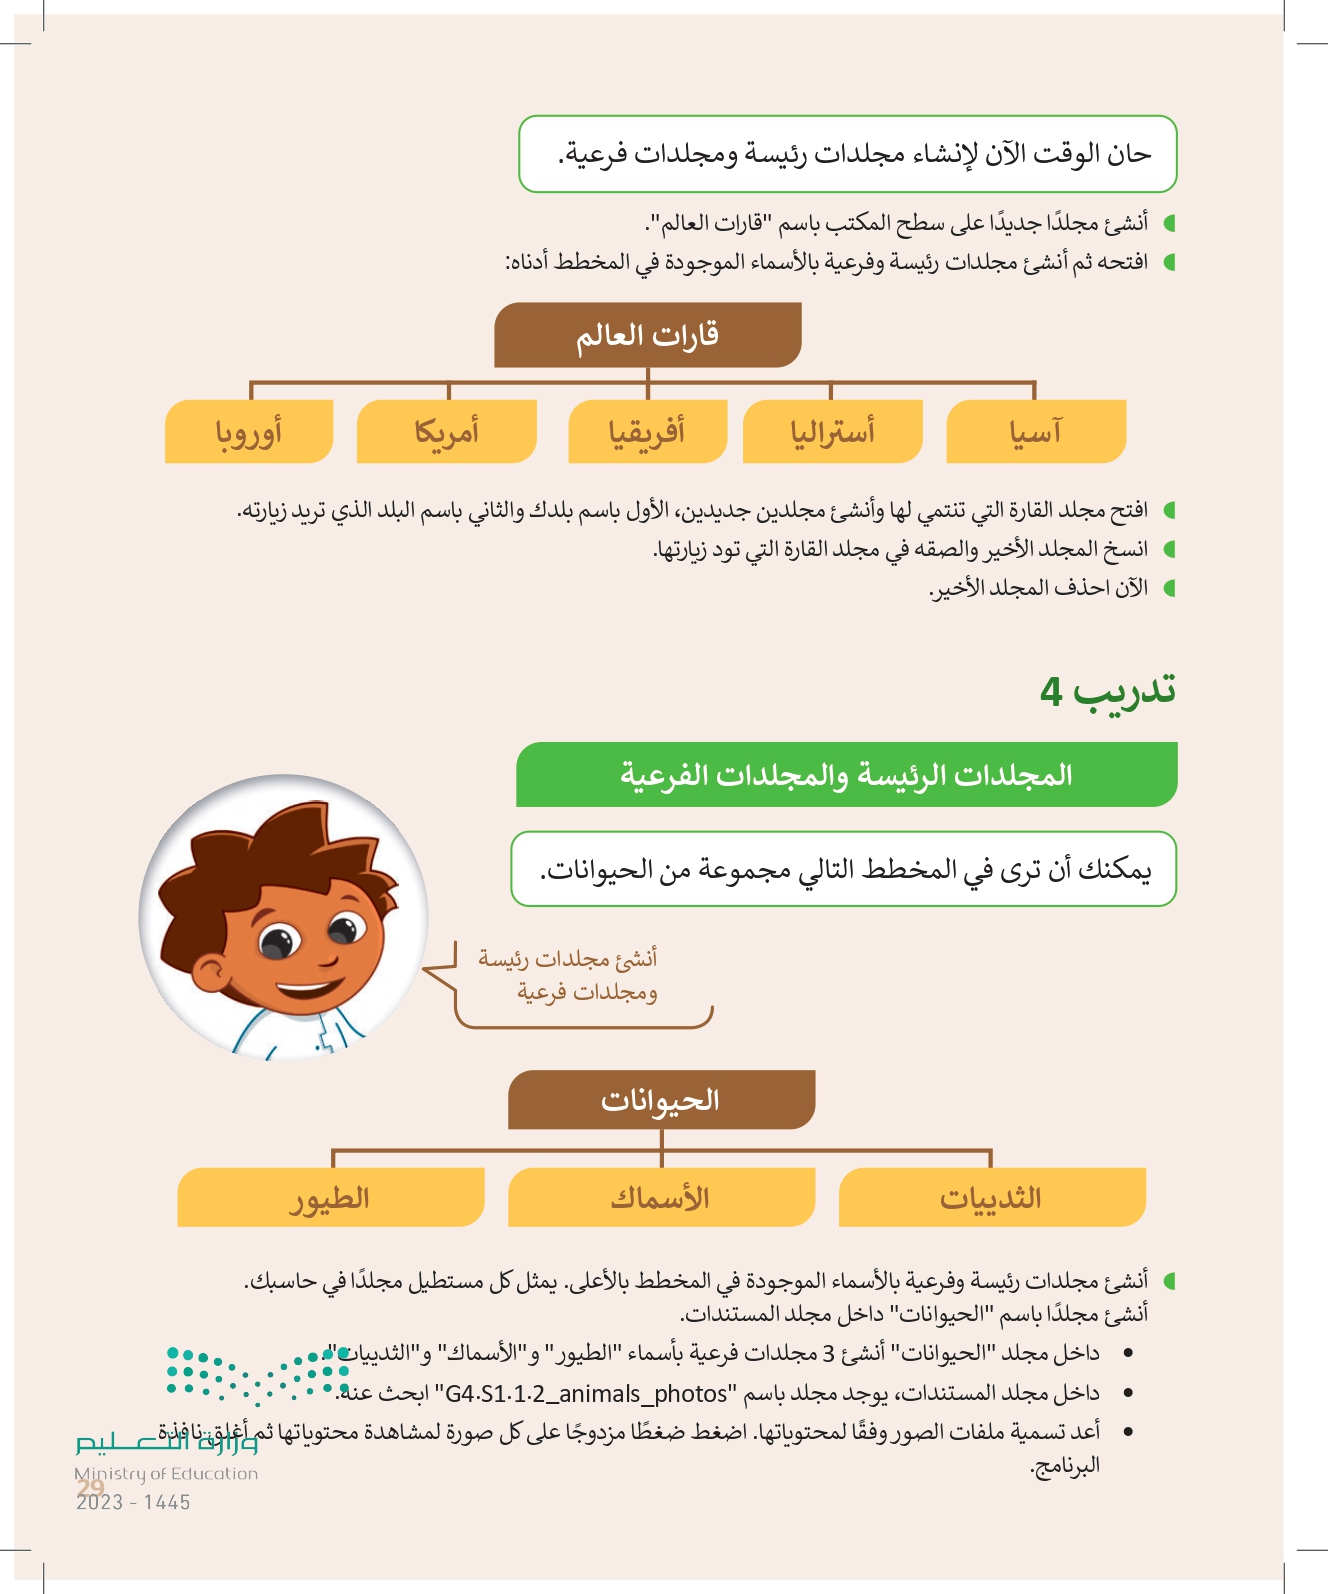 حان الوقت الآن لإنشاء مجلدات رئيسة ومجلدات فرعية.
أنشئ مجلدًا جديدًا على سطح المكتب باسم "قارات العالم".
افتحه ثم أنشئ مجلدات رئيسة وفرعية بالأسماء الموجودة في المخطط أدناه:
قارات العالم
آسيا أستراليا أفريقيا أمريكا أوروبا
افتح مجلد القارة التي تنتمي لها وأنشئ مجلدين جديدين، الأول باسم بلدك والثاني باسم البلد الذي تريد زيارته.
انسخ المجلد الأخير والصقه في مجلد القارة التي تود زيارتها.
الآن احذف المجلد الأخير.
تدريب 4
المجلدات الرئيسة والمجلدات الفرعية
يمكنك أن ترى في المخطط التالي مجموعة من الحيوانات.
أنشئ مجلدات رئيسة
ومجلدات فرعية
الحيوانات
الثدييات الأسماك الطيور
أنشئ مجلدات رئيسة وفرعية بالأسماء الموجودة في المخطط بالأعلى. يمثل كل مستطيل مجلدًا في حاسبك.
أنشئ مجلدًا باسم "الحيوانات" داخل مجلد المستندات.
• داخل مجلد "الحيوانات" أنشئ 3 مجلدات فرعية بأسماء "الطيور" و"الأسماك" و"الثدييات".
• داخل مجلد المستندات، يوجد مجلد باسم "G4.S1.1.2_animals_photos" ابحث عنه.
• أعد تسمية ملفات الصور وفقًا لمحتوياتها. اضغط ضغطًا مزدوجًا على كل صورة لمشاهدة محتوياتها ثم أغلق نافذة
البرنامج.
وزارة التعليم
Ministry of Education
29
2023 - 1445